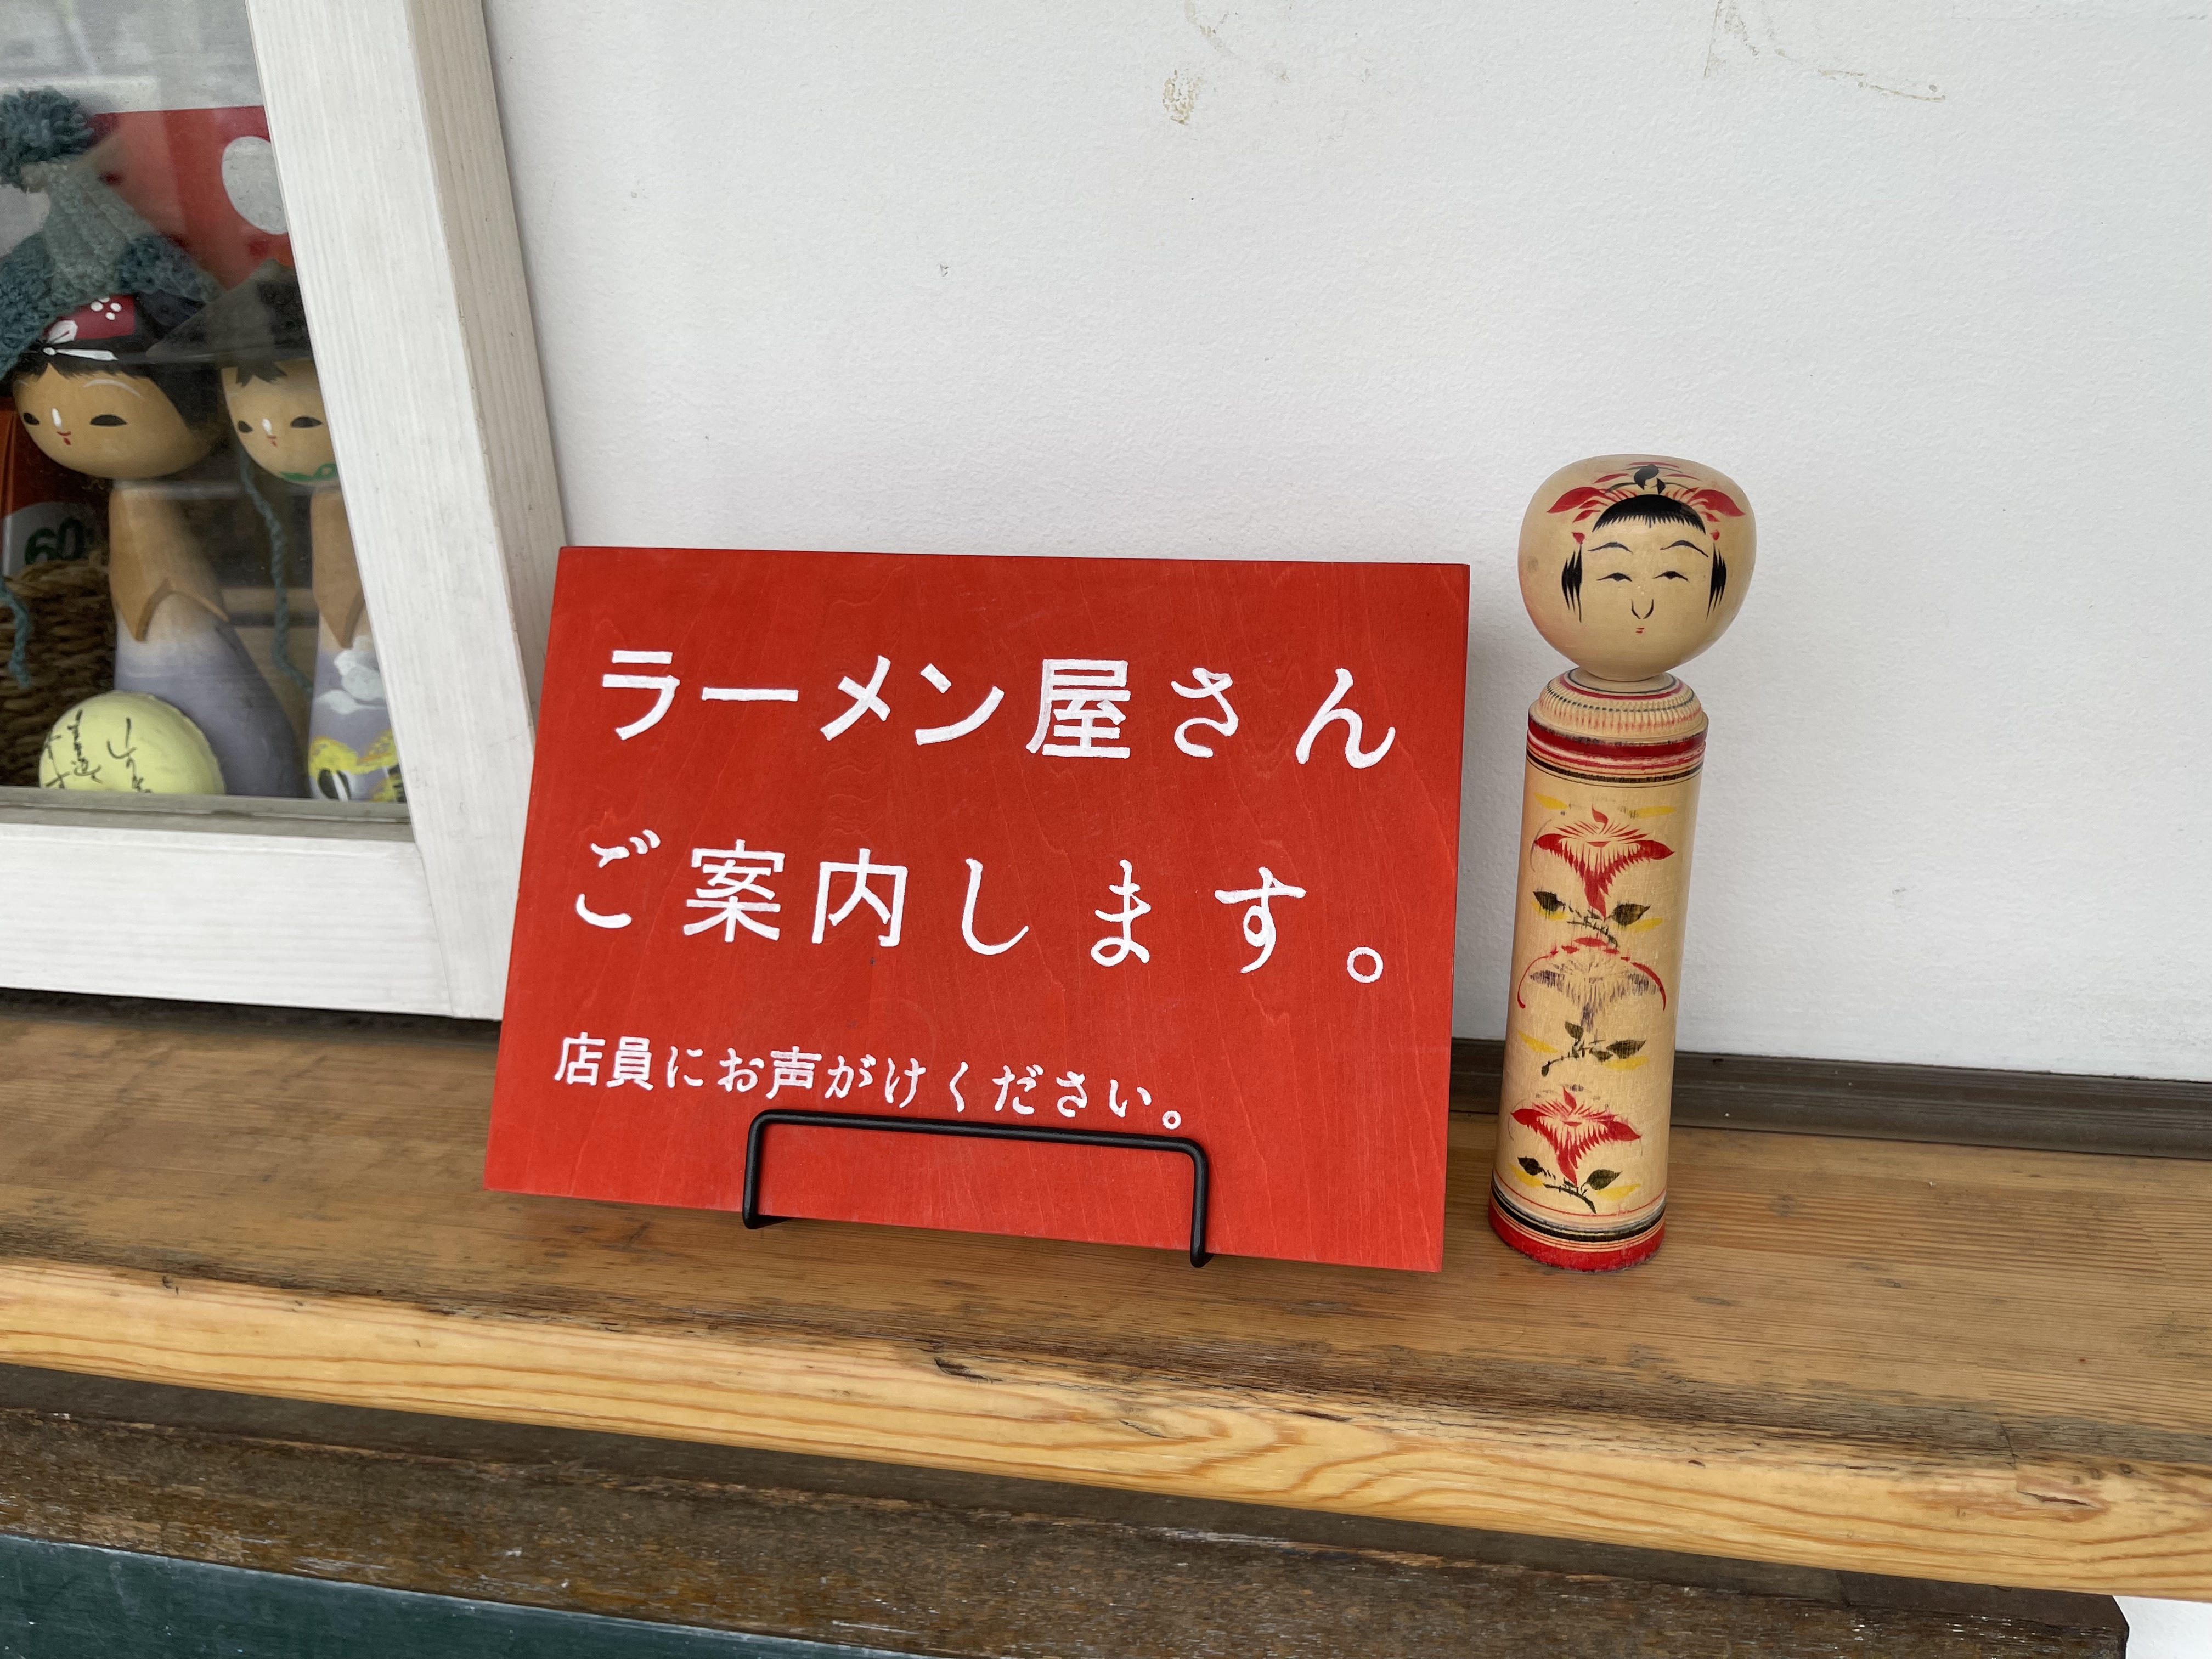 ラーメン屋さん
ご案内します。
店員にお声がけください。
60